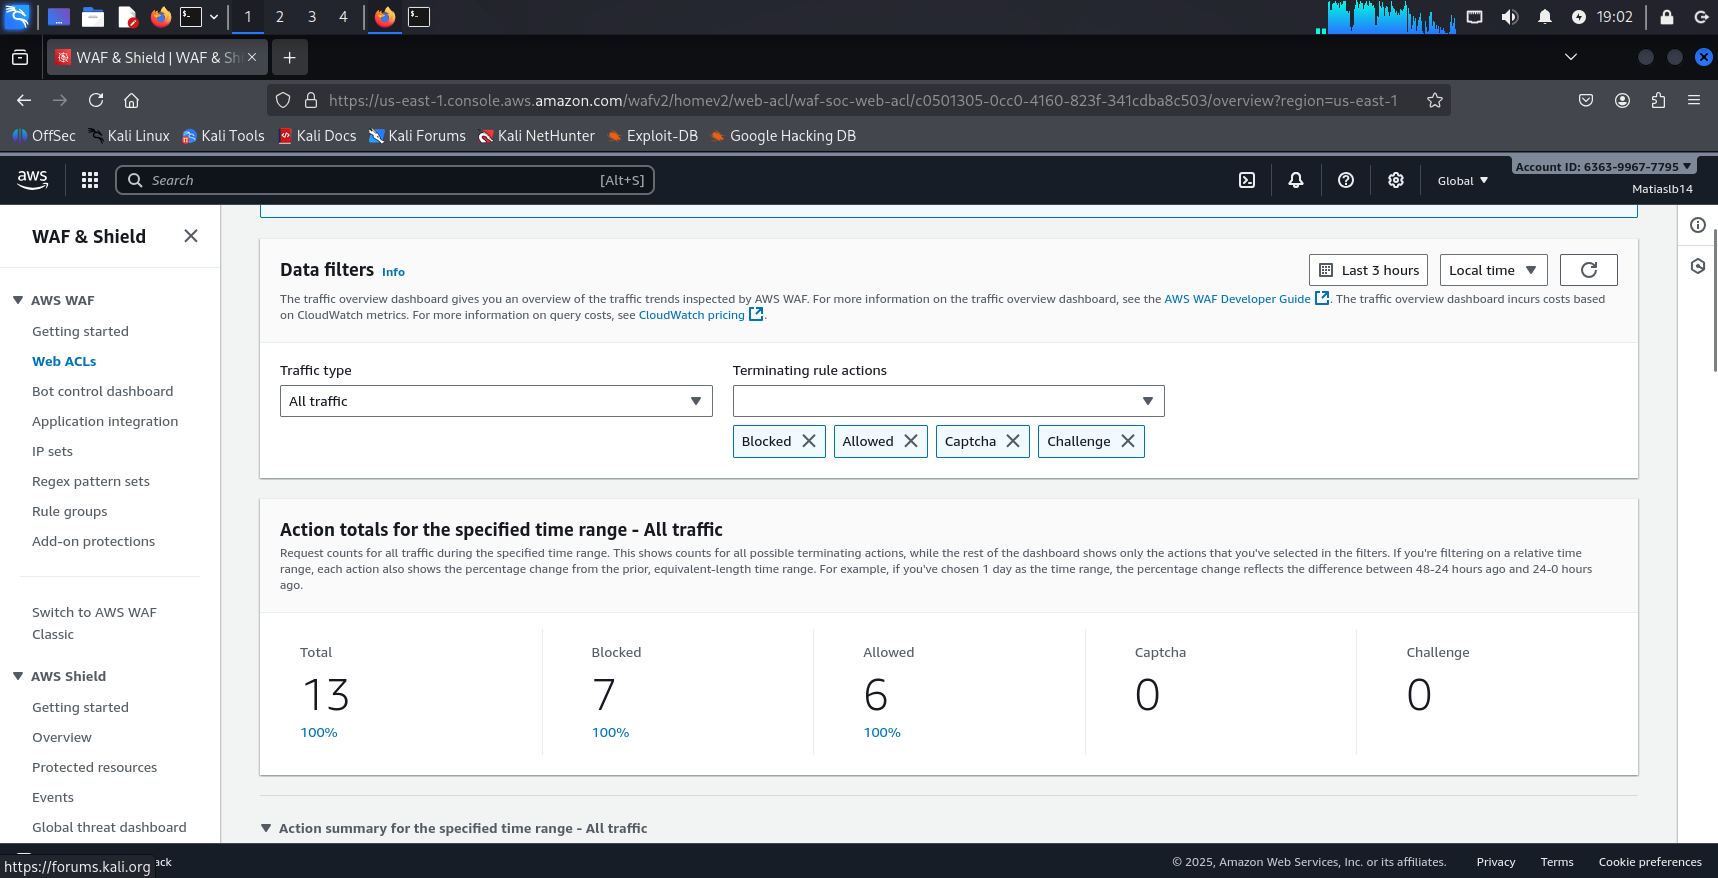 1
2
3
4
19:02
WAF & Shield | WAF & Sh
https://us-east-1.console.aws.amazon.com/wafv2/homev2/web-acl/waf-soc-web-acl/c0501305-0cc0-4160-823f-341cdba8c503/overview?region=us-east-1
OffSec
Kali Linux
Kali Tools
Kali Docs
Kali Forums
Kali NetHunter
Exploit-DB
Google Hacking DB
aws
Search
[Alt+S]
Global
Account ID: 6363-9967-7795
Matiaslb14
WAF & Shield
AWS WAF
Getting started
Web ACLs
Bot control dashboard
Application integration
IP sets
Regex pattern sets
Rule groups
Add-on protections
Switch to AWS WAF
Classic
AWS Shield
Getting started
Overview
Protected resources
Events
Global threat dashboard
Data filters Info
Last 3 hours
Local time
The traffic overview dashboard gives you an overview of the traffic trends inspected by AWS WAF. For more information on the traffic overview dashboard, see the AWS WAF Developer Guide. The traffic overview dashboard incurs costs based
on CloudWatch metrics. For more information on query costs, see CloudWatch pricing.
Traffic type
All traffic
Terminating rule actions
Blocked
Allowed
Captcha
Challenge
Action totals for the specified time range - All traffic
Request counts for all traffic during the specified time range. This shows counts for all possible terminating actions, while the rest of the dashboard shows only the actions that you've selected in the filters. If you're filtering on a relative time
range, each action also shows the percentage change from the prior, equivalent-length time range. For example, if you've chosen 1 day as the time range, the percentage change reflects the difference between 48-24 hours ago and 24-0 hours
ago.
Total
13
100%
Blocked
7
100%
Allowed
6
100%
Captcha
0
Challenge
0
Action summary for the specified time range - All traffic
https://forums.kali.org
ack
© 2025, Amazon Web Services, Inc. or its affiliates.
Privacy
Terms
Cookie preferences